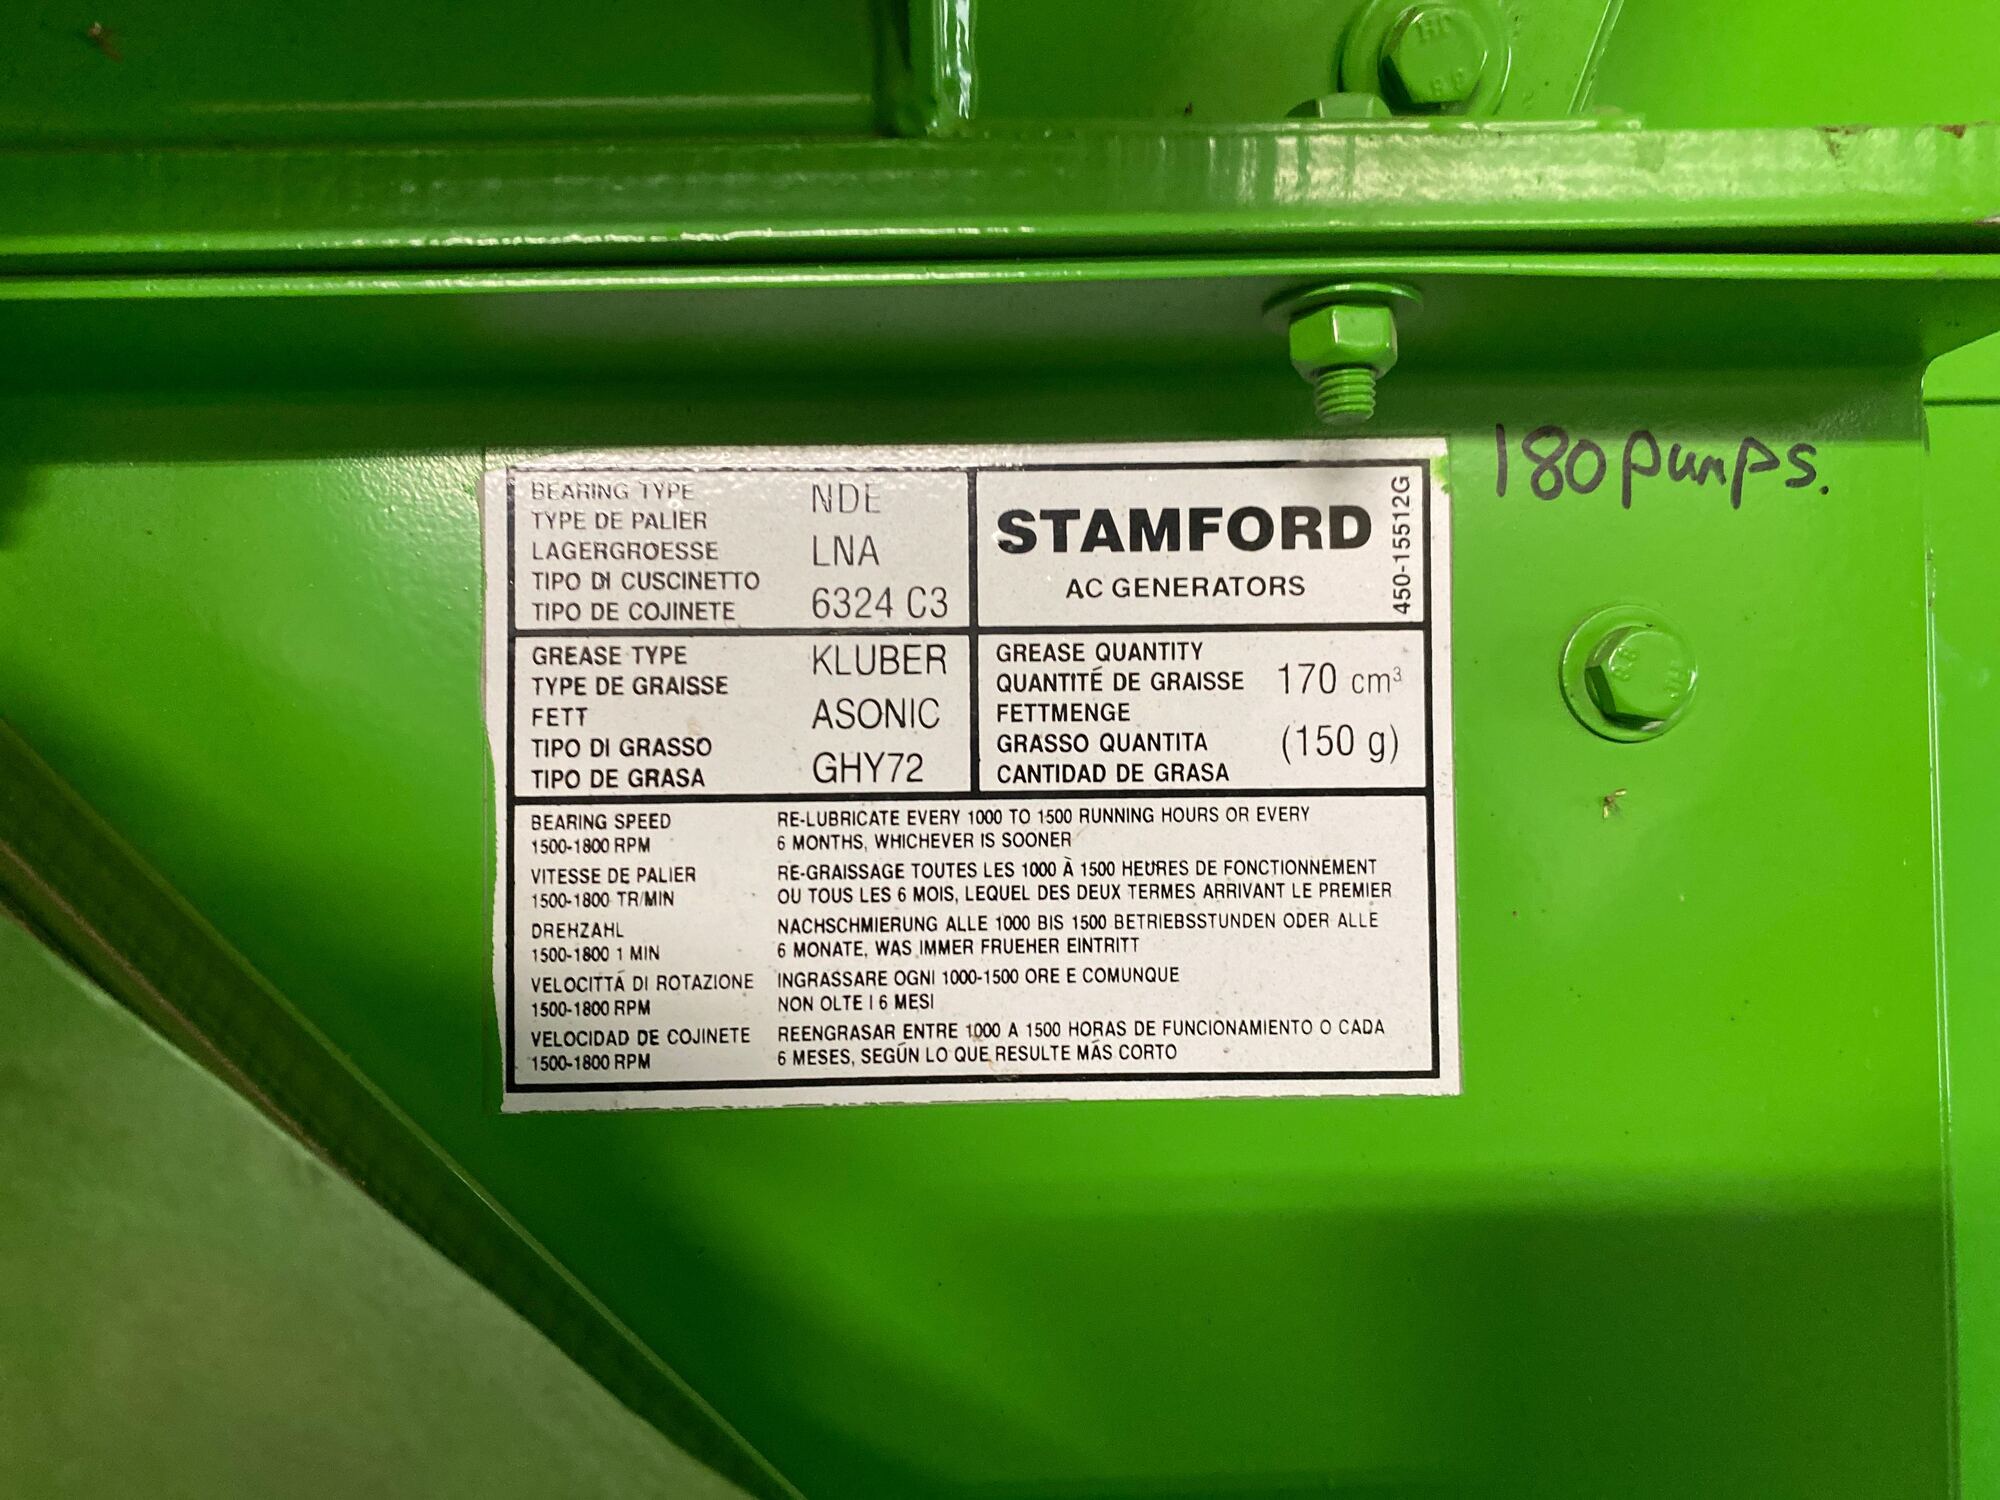 BEARING TYPE NDE
TYPE DE PALIER
LAGERGROESSE LNA
TIPO DI CUSCINETTO
TIPO DE COJINETE 6324 C3
STAMFORD
AC GENERATORS
450-15512G
180 pumps.
GREASE TYPE KLUBER
TYPE DE GRAISSE
FETT ASONIC
TIPO DI GRASSO
TIPO DE GRASA GHY72
GREASE QUANTITY
QUANTITÉ DE GRAISSE 170 cm³
FETTMENGE
GRASSO QUANTITA (150 g)
CANTIDAD DE GRASA
BEARING SPEED RE-LUBRICATE EVERY 1000 TO 1500 RUNNING HOURS OR EVERY
1500-1800 RPM 6 MONTHS, WHICHEVER IS SOONER
VITESSE DE PALIER RE-GRAISSAGE TOUTES LES 1000 À 1500 HEURES DE FONCTIONNEMENT
1500-1800 TR/MIN OU TOUS LES 6 MOIS, LEQUEL DES DEUX TERMES ARRIVANT LE PREMIER
DREHZAHL NACHSCHMIERUNG ALLE 1000 BIS 1500 BETRIEBSSTUNDEN ODER ALLE
1500-1800 1 MIN 6 MONATE, WAS IMMER FRUEHER EINTRITT
VELOCITTÁ DI ROTAZIONE INGRASSARE OGNI 1000-1500 ORE E COMUNQUE
1500-1800 RPM NON OLTE I 6 MESI
VELOCIDAD DE COJINETE REENGRASAR ENTRE 1000 A 1500 HORAS DE FUNCIONAMIENTO O CADA
1500-1800 RPM 6 MESES, SEGÚN LO QUE RESULTE MÁS CORTO
8.8